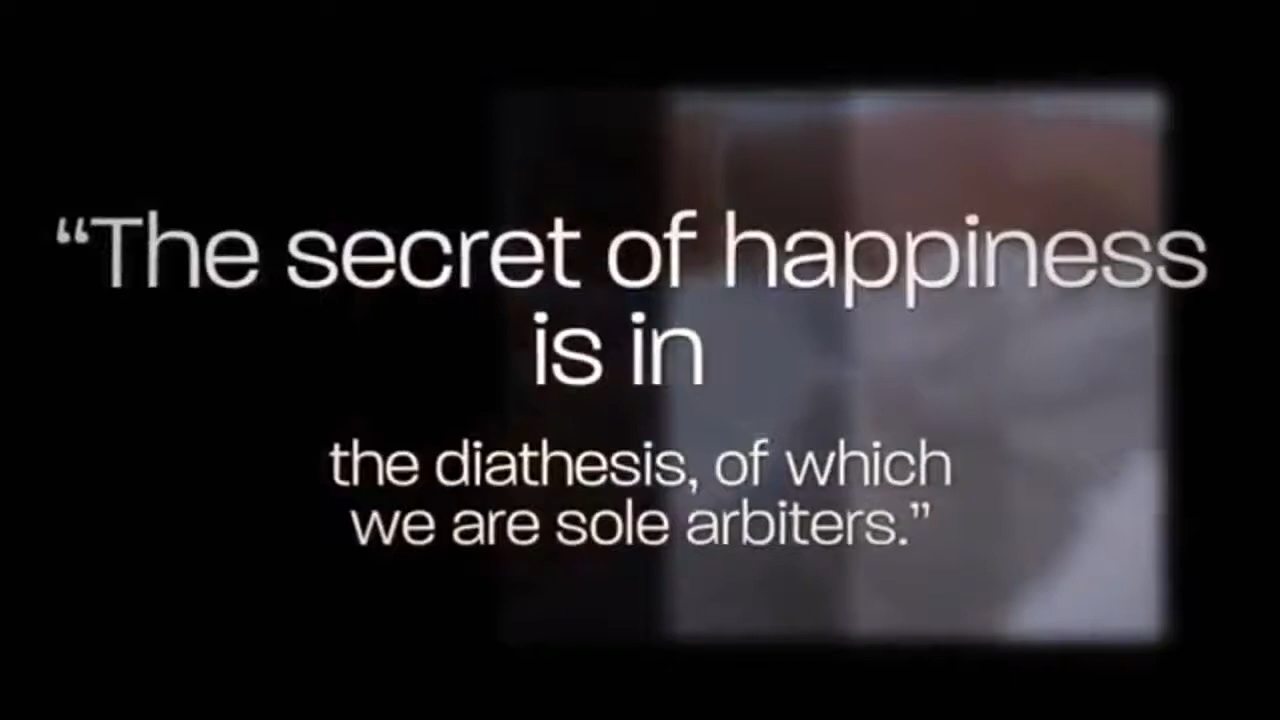 “The secret of happiness
is in
the diathesis, of which
we are sole arbiters.”